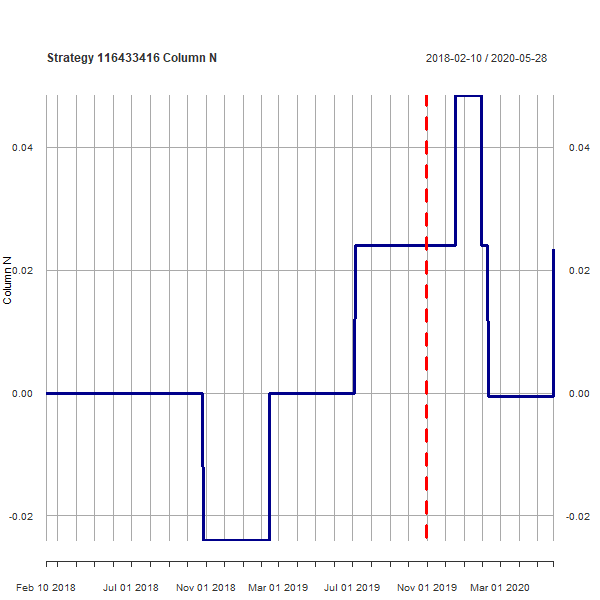 Strategy 116433416 Column N
2018-02-10 / 2020-05-28
0.04
0.04
Column N
0.02
0.02
0.00
0.00
-0.02
-0.02
Feb 10 2018
Jul 01 2018
Nov 01 2018
Mar 01 2019
Jul 01 2019
Nov 01 2019
Mar 01 2020